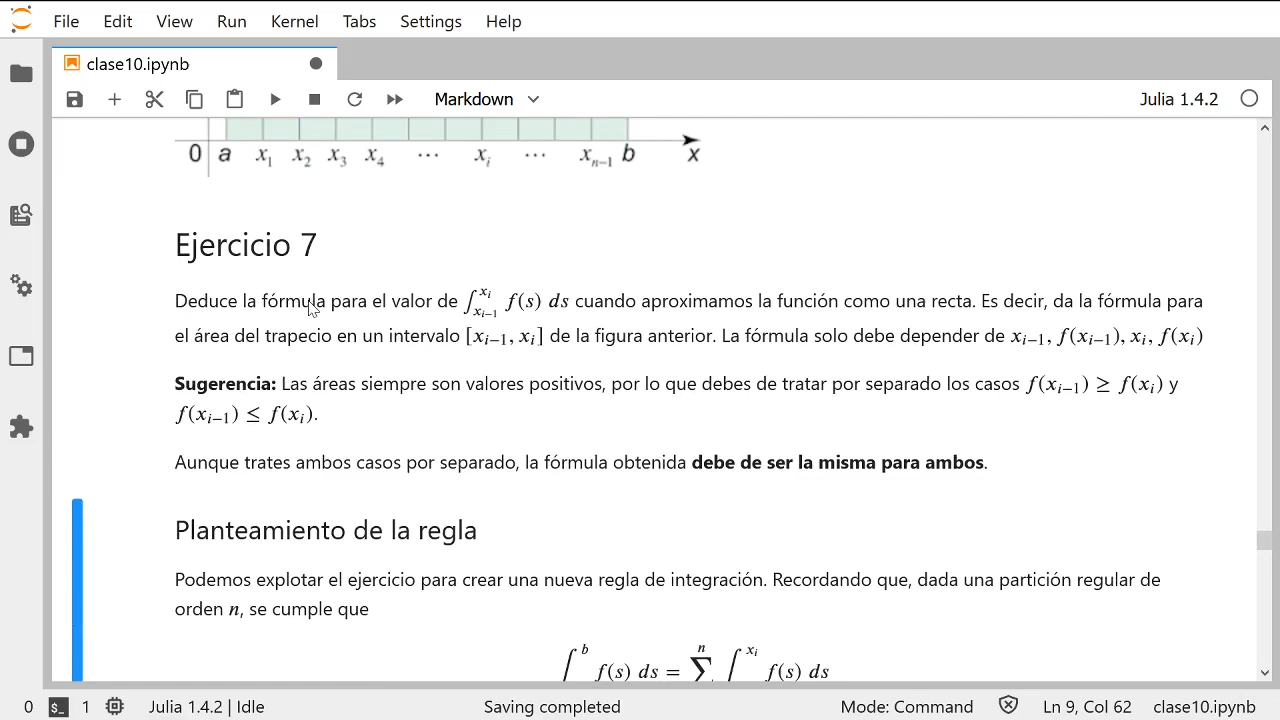 File Edit View Run Kernel Tabs Settings Help
clase10.ipynb
Markdown Julia 1.4.2
0 a x₁ x₂ x₃ x₄ ⋯ xᵢ ⋯ xₙ₋₁ b x
Ejercicio 7
Deduce la fórmula para el valor de ∫_{xᵢ₋₁}^{xᵢ} f(s) ds cuando aproximamos la función como una recta. Es decir, da la fórmula para
el área del trapecio en un intervalo [xᵢ₋₁, xᵢ] de la figura anterior. La fórmula solo debe depender de xᵢ₋₁, f(xᵢ₋₁), xᵢ, f(xᵢ)
Sugerencia: Las áreas siempre son valores positivos, por lo que debes de tratar por separado los casos f(xᵢ₋₁) ≥ f(xᵢ) y
f(xᵢ₋₁) ≤ f(xᵢ).
Aunque trates ambos casos por separado, la fórmula obtenida debe de ser la misma para ambos.
Planteamiento de la regla
Podemos explotar el ejercicio para crear una nueva regla de integración. Recordando que, dada una partición regular de
orden n, se cumple que
∫^b f(s) ds = ∑^n ∫^{xᵢ} f(s) ds
0 $_ 1 Julia 1.4.2 | Idle Saving completed Mode: Command Ln 9, Col 62 clase10.ipynb